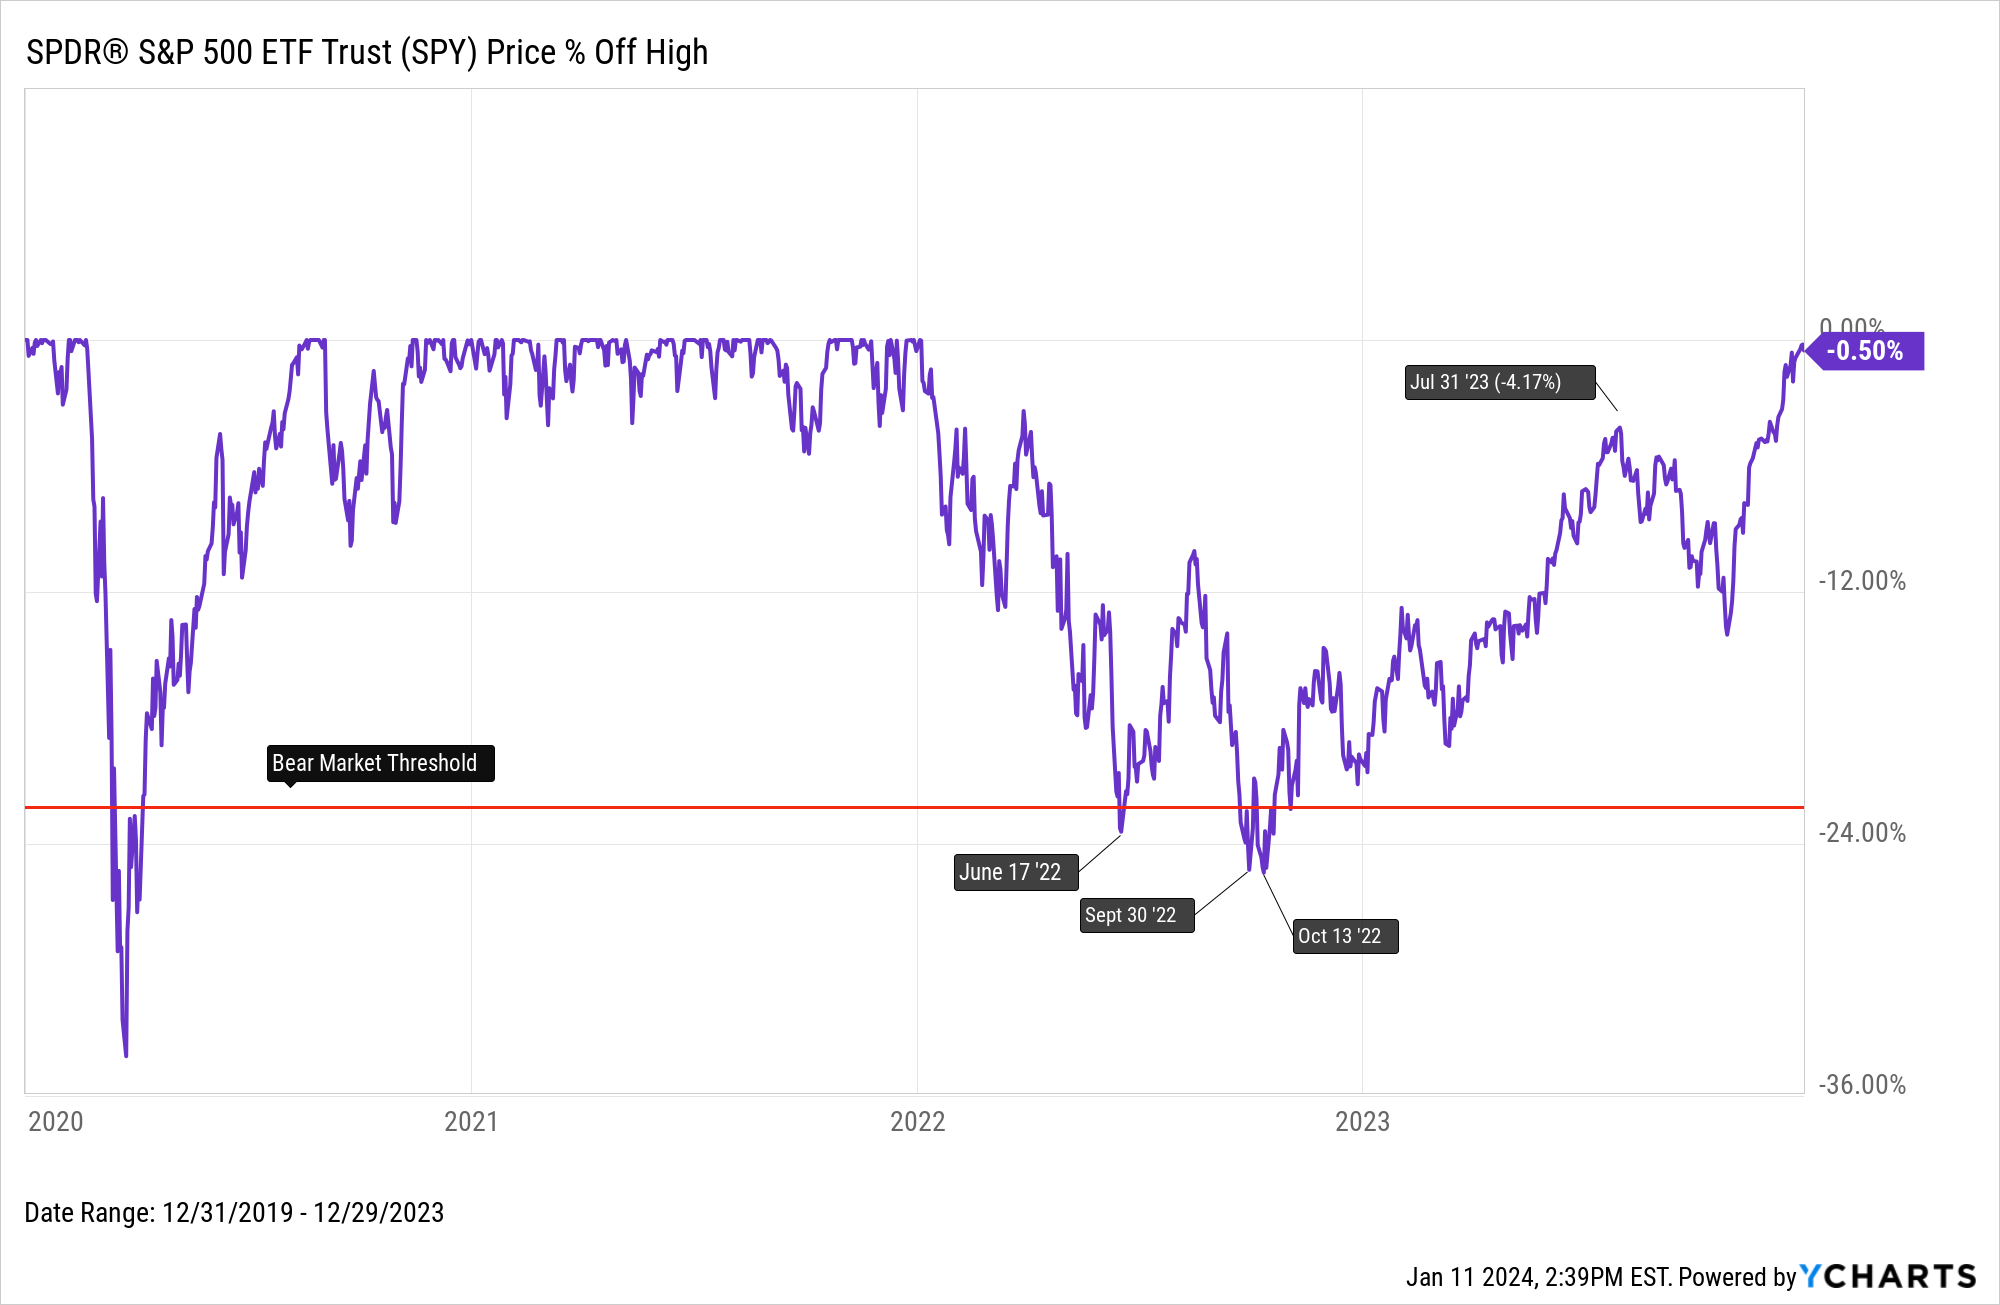 SPDR® S&P 500 ETF Trust (SPY) Price % Off High
0.00%
-0.50%
Jul 31 '23 (-4.17%)
-12.00%
Bear Market Threshold
-24.00%
June 17 '22
Sept 30 '22
Oct 13 '22
-36.00%
2020 2021 2022 2023
Date Range: 12/31/2019 - 12/29/2023
Jan 11 2024, 2:39PM EST. Powered by YCHARTS